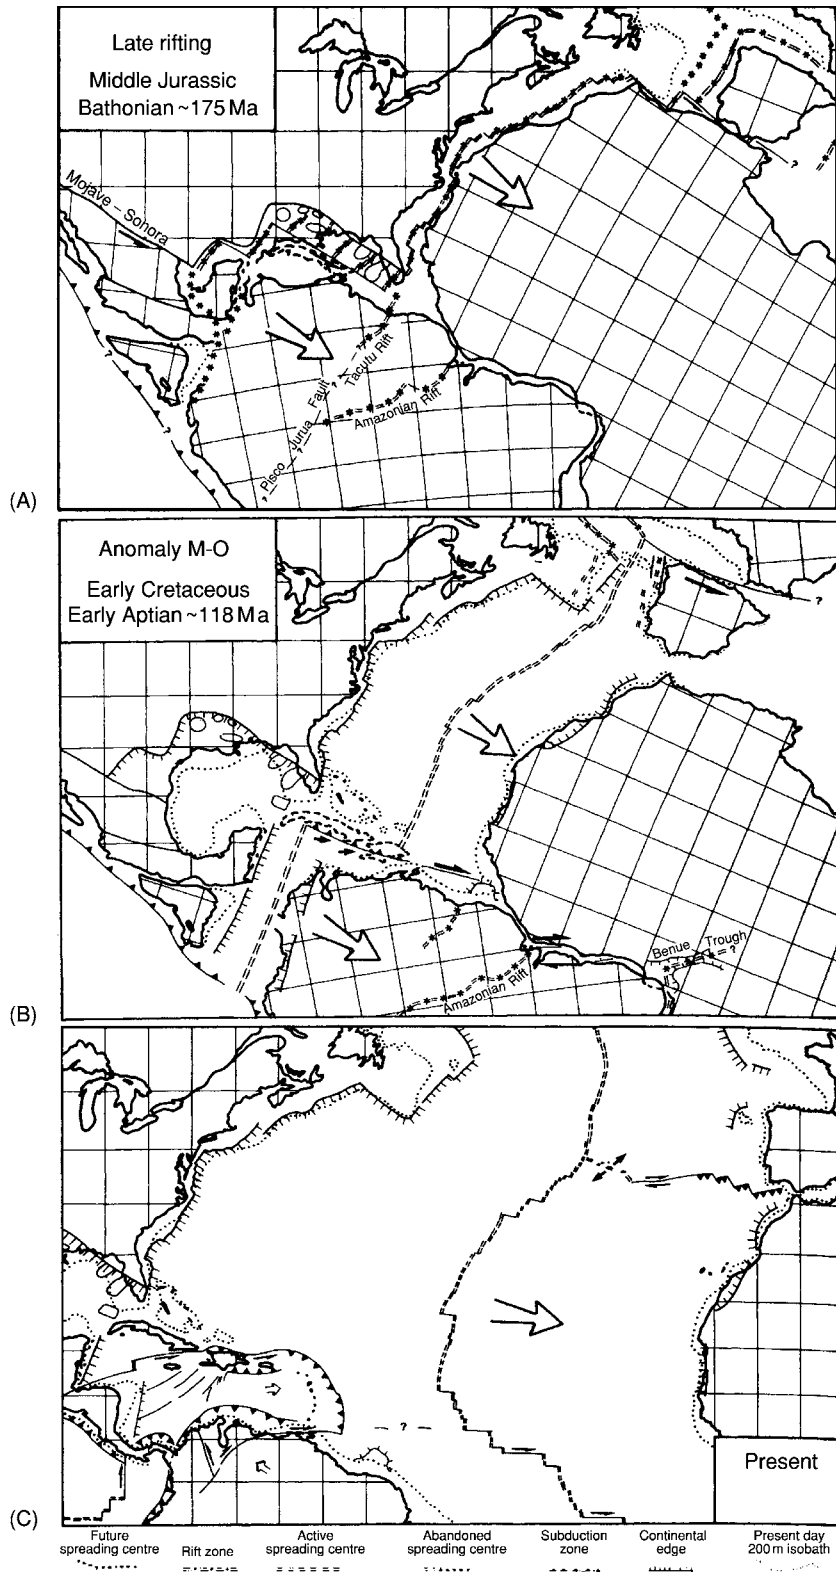 Late rifting
Middle Jurassic
Bathonian ~175 Ma
Mojave – Sonora
?
?
?
Pisco Jurua Fault
?
?
?
Tacutu Rift
Amazonian Rift
(A)
Anomaly M-O
Early Cretaceous
Early Aptian ~118 Ma
?
Benue Trough
?
Amazonian Rift
(B)
?
Present
(C)
Future spreading centre
Rift zone
Active spreading centre
Abandoned spreading centre
Subduction zone
Continental edge
Present day 200 m isobath